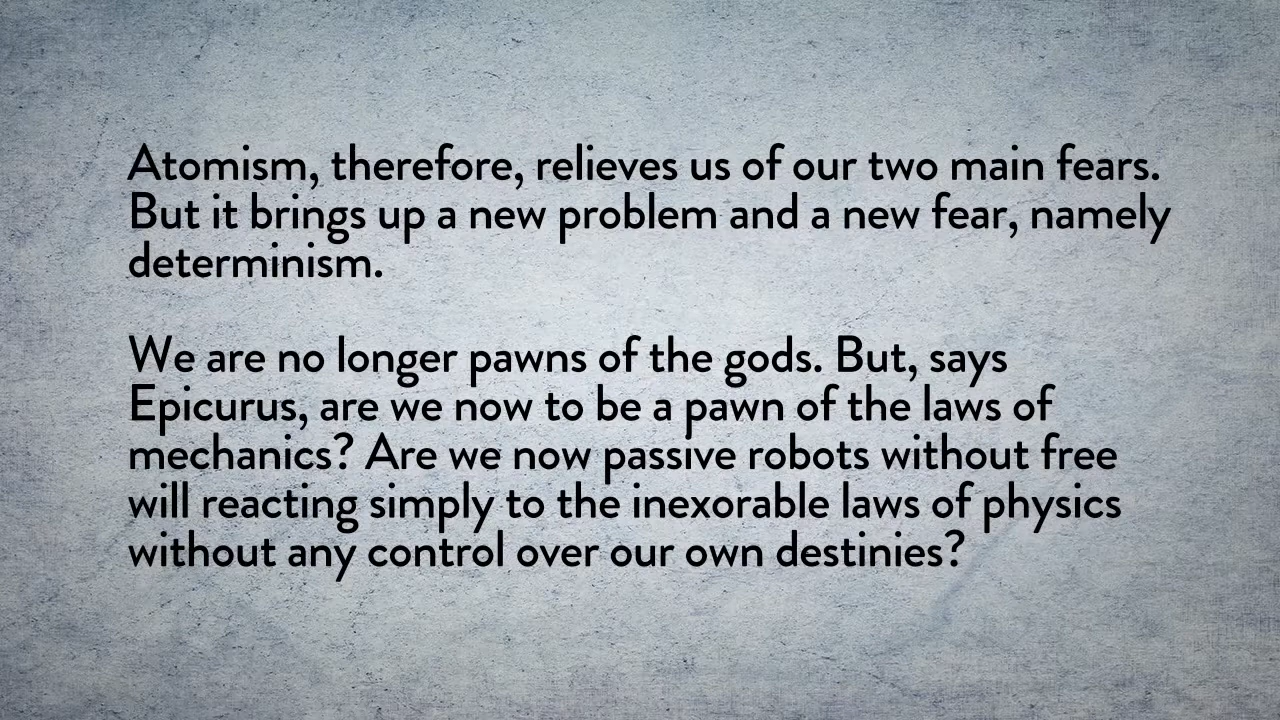 Atomism, therefore, relieves us of our two main fears.
But it brings up a new problem and a new fear, namely
determinism.
We are no longer pawns of the gods. But, says
Epicurus, are we now to be a pawn of the laws of
mechanics? Are we now passive robots without free
will reacting simply to the inexorable laws of physics
without any control over our own destinies?